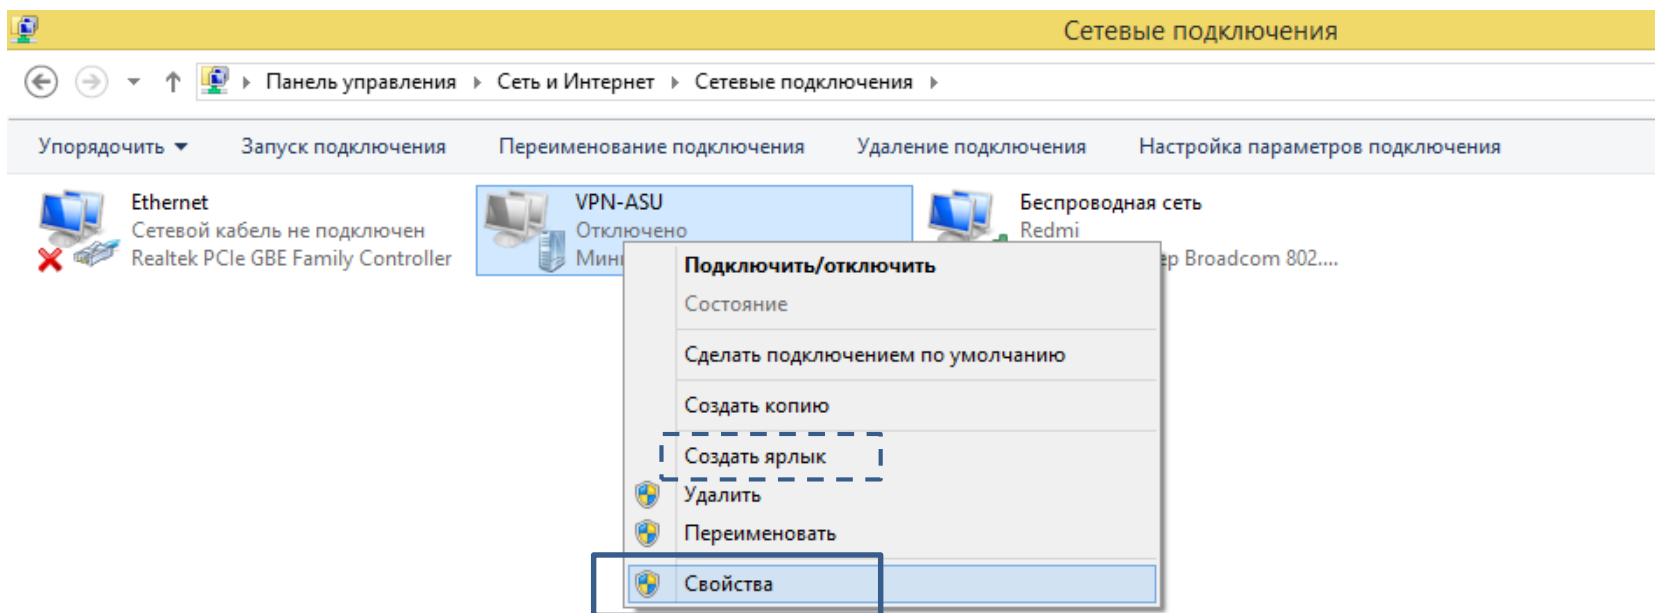 Сетевые подключения
Панель управления Сеть и Интернет Сетевые подключения
Упорядочить Запуск подключения Переименование подключения Удаление подключения Настройка параметров подключения
Ethernet
Сетевой кабель не подключен
Realtek PCIe GBE Family Controller
VPN-ASU
Отключено
Беспроводная сеть
Redmi
Broadcom 802....
Подключить/отключить
Состояние
Сделать подключением по умолчанию
Создать копию
Создать ярлык
Удалить
Переименовать
Свойства